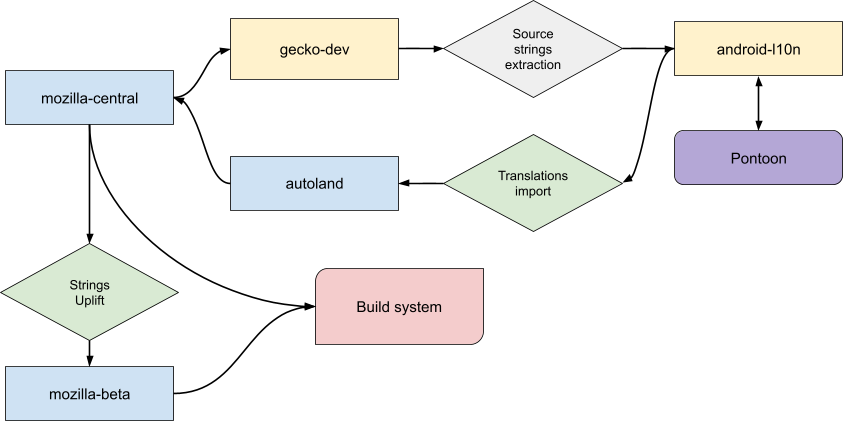 gecko-dev
Source
strings
extraction
android-l10n
mozilla-central
Pontoon
autoland
Translations
import
Strings
Uplift
Build system
mozilla-beta